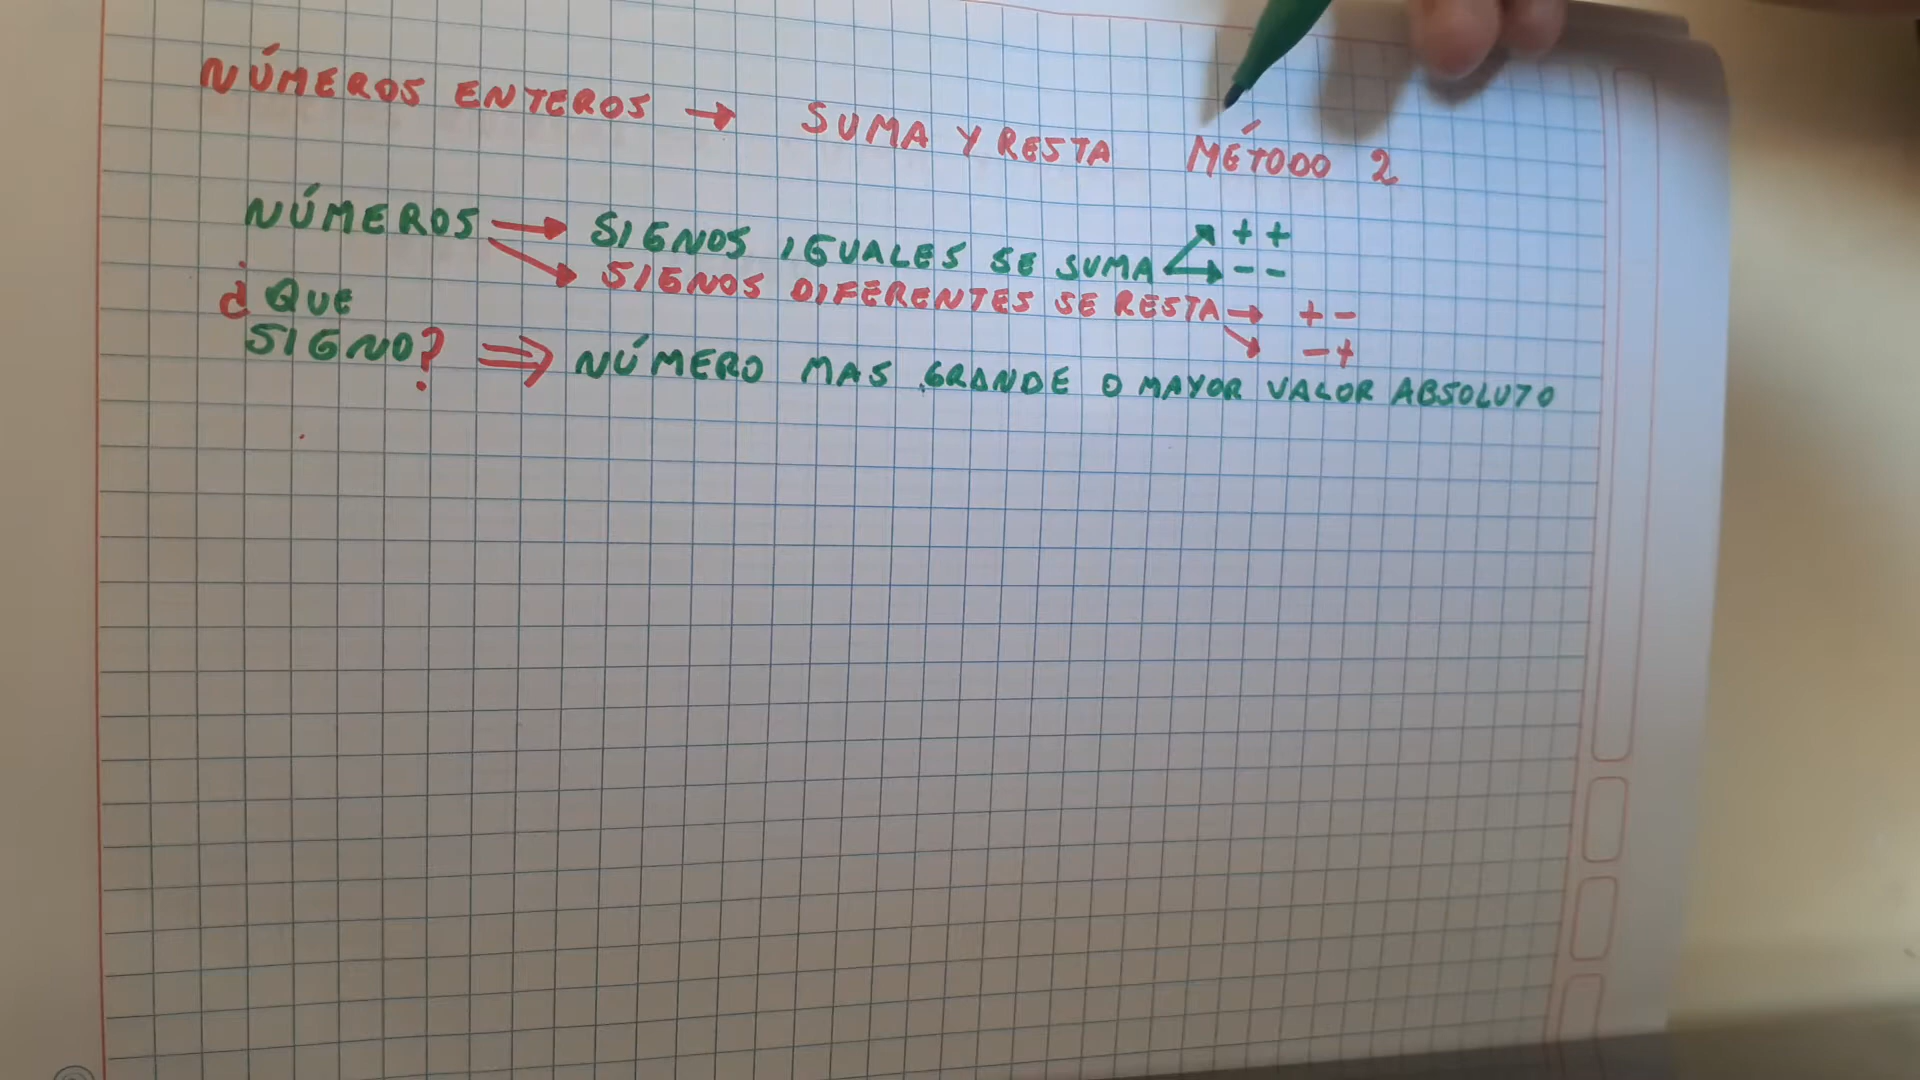 NÚMEROS ENTEROS → SUMA Y RESTA MÉTODO 2
NÚMEROS → SIGNOS IGUALES SE SUMA ↗ + +
→ - -
↘ SIGNOS DIFERENTES SE RESTA → + -
↘ - +
¿QUE
SIGNO? ⇒ NÚMERO MAS GRANDE O MAYOR VALOR ABSOLUTO